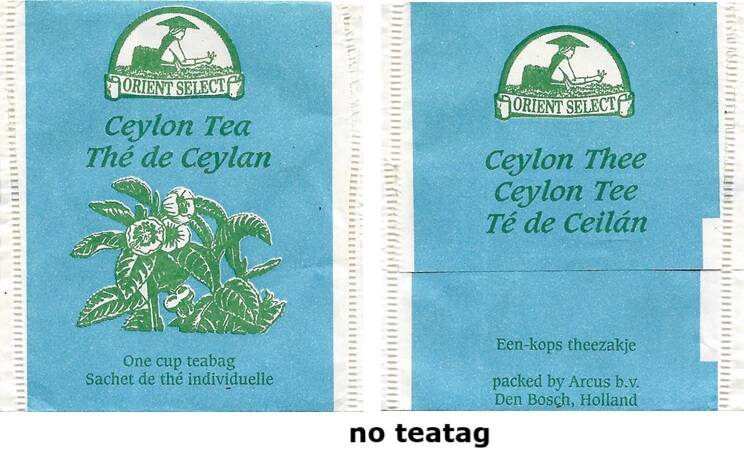 ORIENT SELECT
Ceylon Tea
Thé de Ceylan
One cup teabag
Sachet de thé individuelle
ORIENT SELECT
Ceylon Thee
Ceylon Tee
Té de Ceilán
Een-kops theezakje
packed by Arcus b.v.
Den Bosch, Holland
no teatag